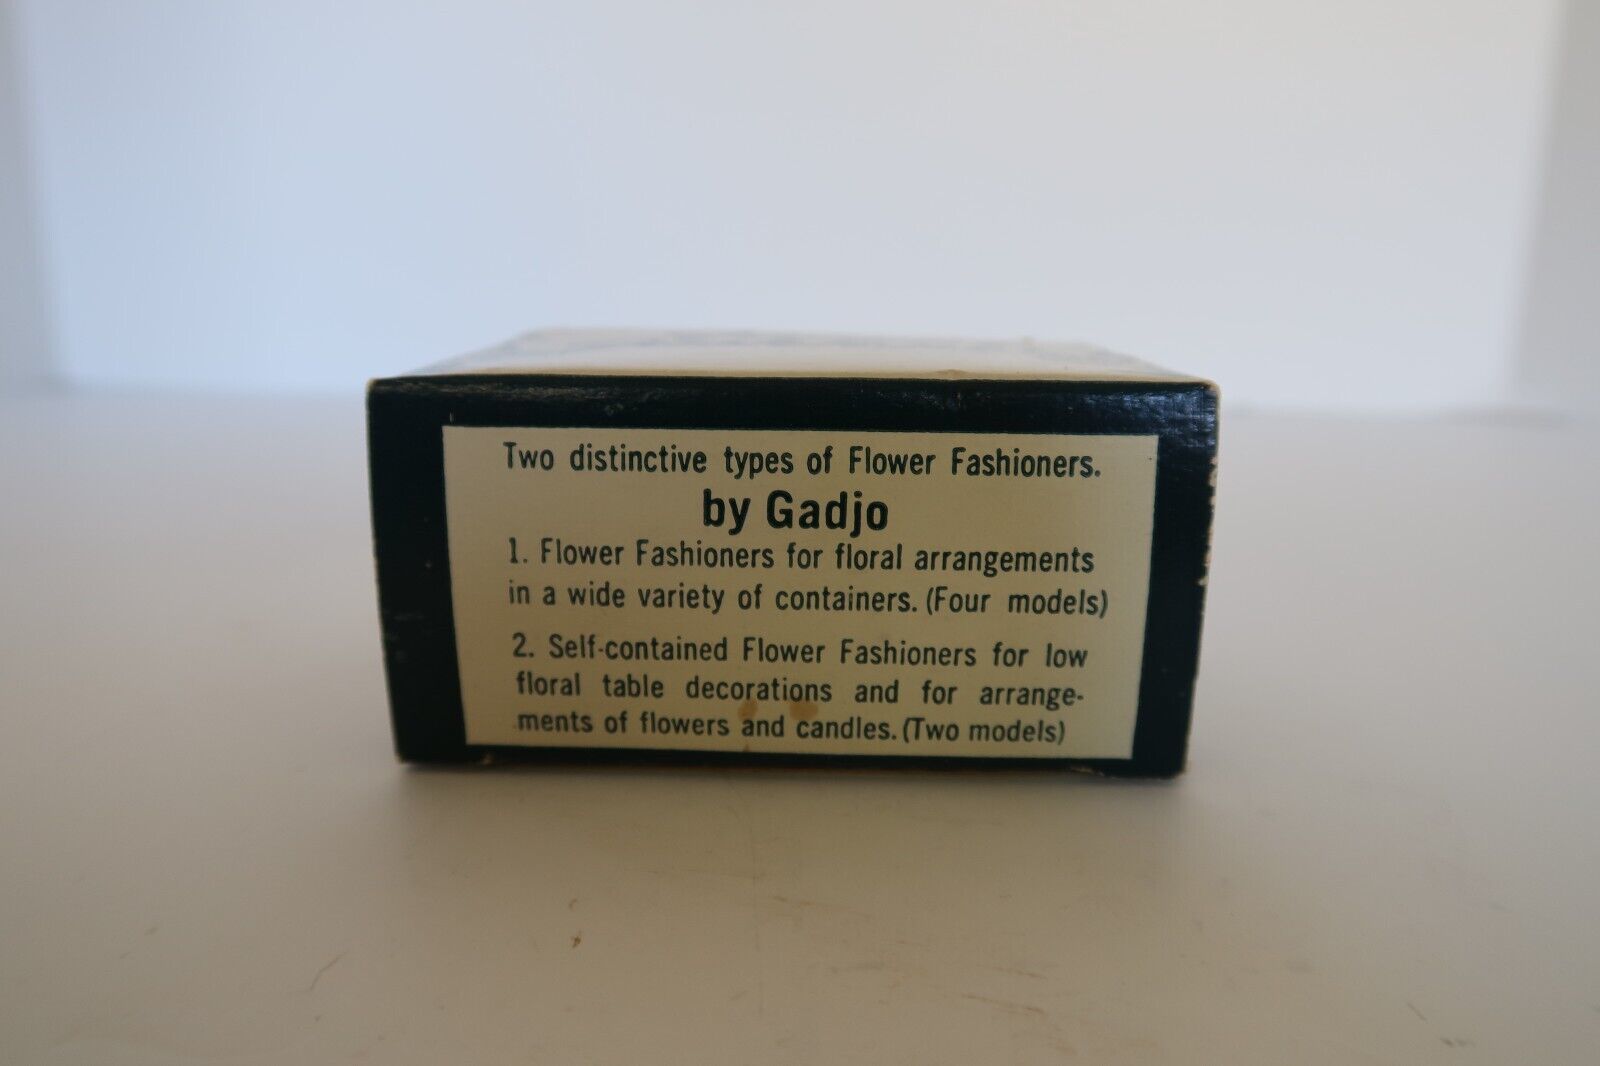 Two distinctive types of Flower Fashioners.
by Gadjo
1. Flower Fashioners for floral arrangements
in a wide variety of containers. (Four models)
2. Self-contained Flower Fashioners for low
floral table decorations and for arrange-
ments of flowers and candles. (Two models)